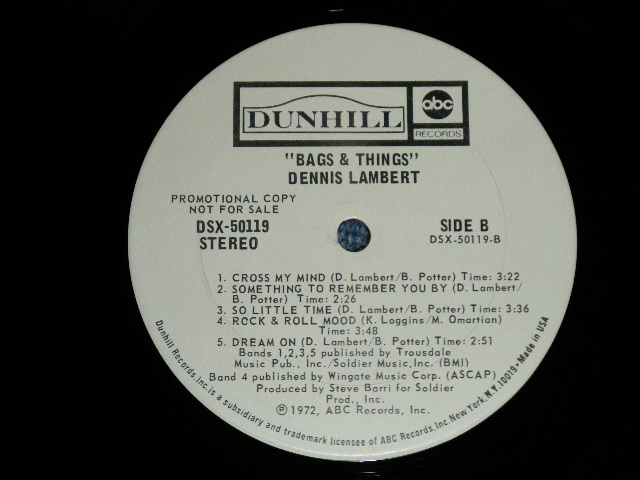 DUNHILL
abc
RECORDS
"BAGS & THINGS"
DENNIS LAMBERT
PROMOTIONAL COPY
NOT FOR SALE
DSX-50119
STEREO
SIDE B
DSX-50119-B
1. CROSS MY MIND (D. Lambert/B. Potter) Time: 3:22
2. SOMETHING TO REMEMBER YOU BY (D. Lambert/
B. Potter) Time: 2:26
3. SO LITTLE TIME (D. Lambert/B. Potter) Time: 3:36
4. ROCK & ROLL MOOD (K. Loggins/M. Omartian)
Time: 3:48
5. DREAM ON (D. Lambert/B. Potter) Time: 2:51
Bands 1,2,3,5 published by Trousdale
Music Pub., Inc./Soldier Music,Inc. (BMI)
Band 4 published by Wingate Music Corp. (ASCAP)
Produced by Steve Barri for Soldier
Prod., Inc.
℗ 1972, ABC Records, Inc.
Dunhill Records,Inc.is a subsidiary and trademark licensee of ABC Records,Inc.New York,N.Y.10019•Made in USA